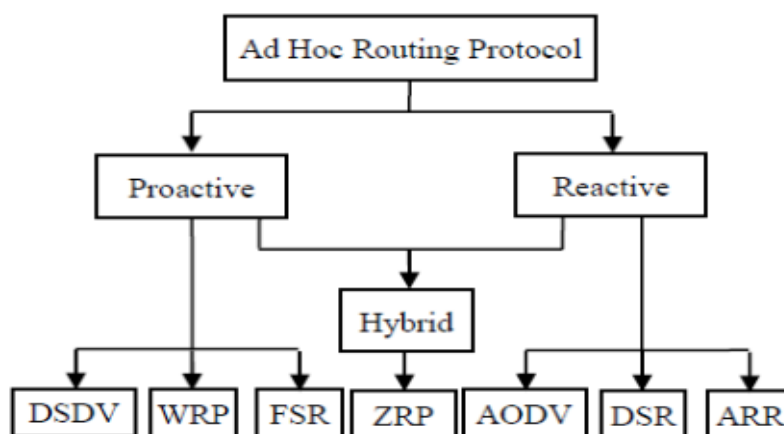 Ad Hoc Routing Protocol
Proactive
Reactive
Hybrid
DSDV
WRP
FSR
ZRP
AODV
DSR
ARR